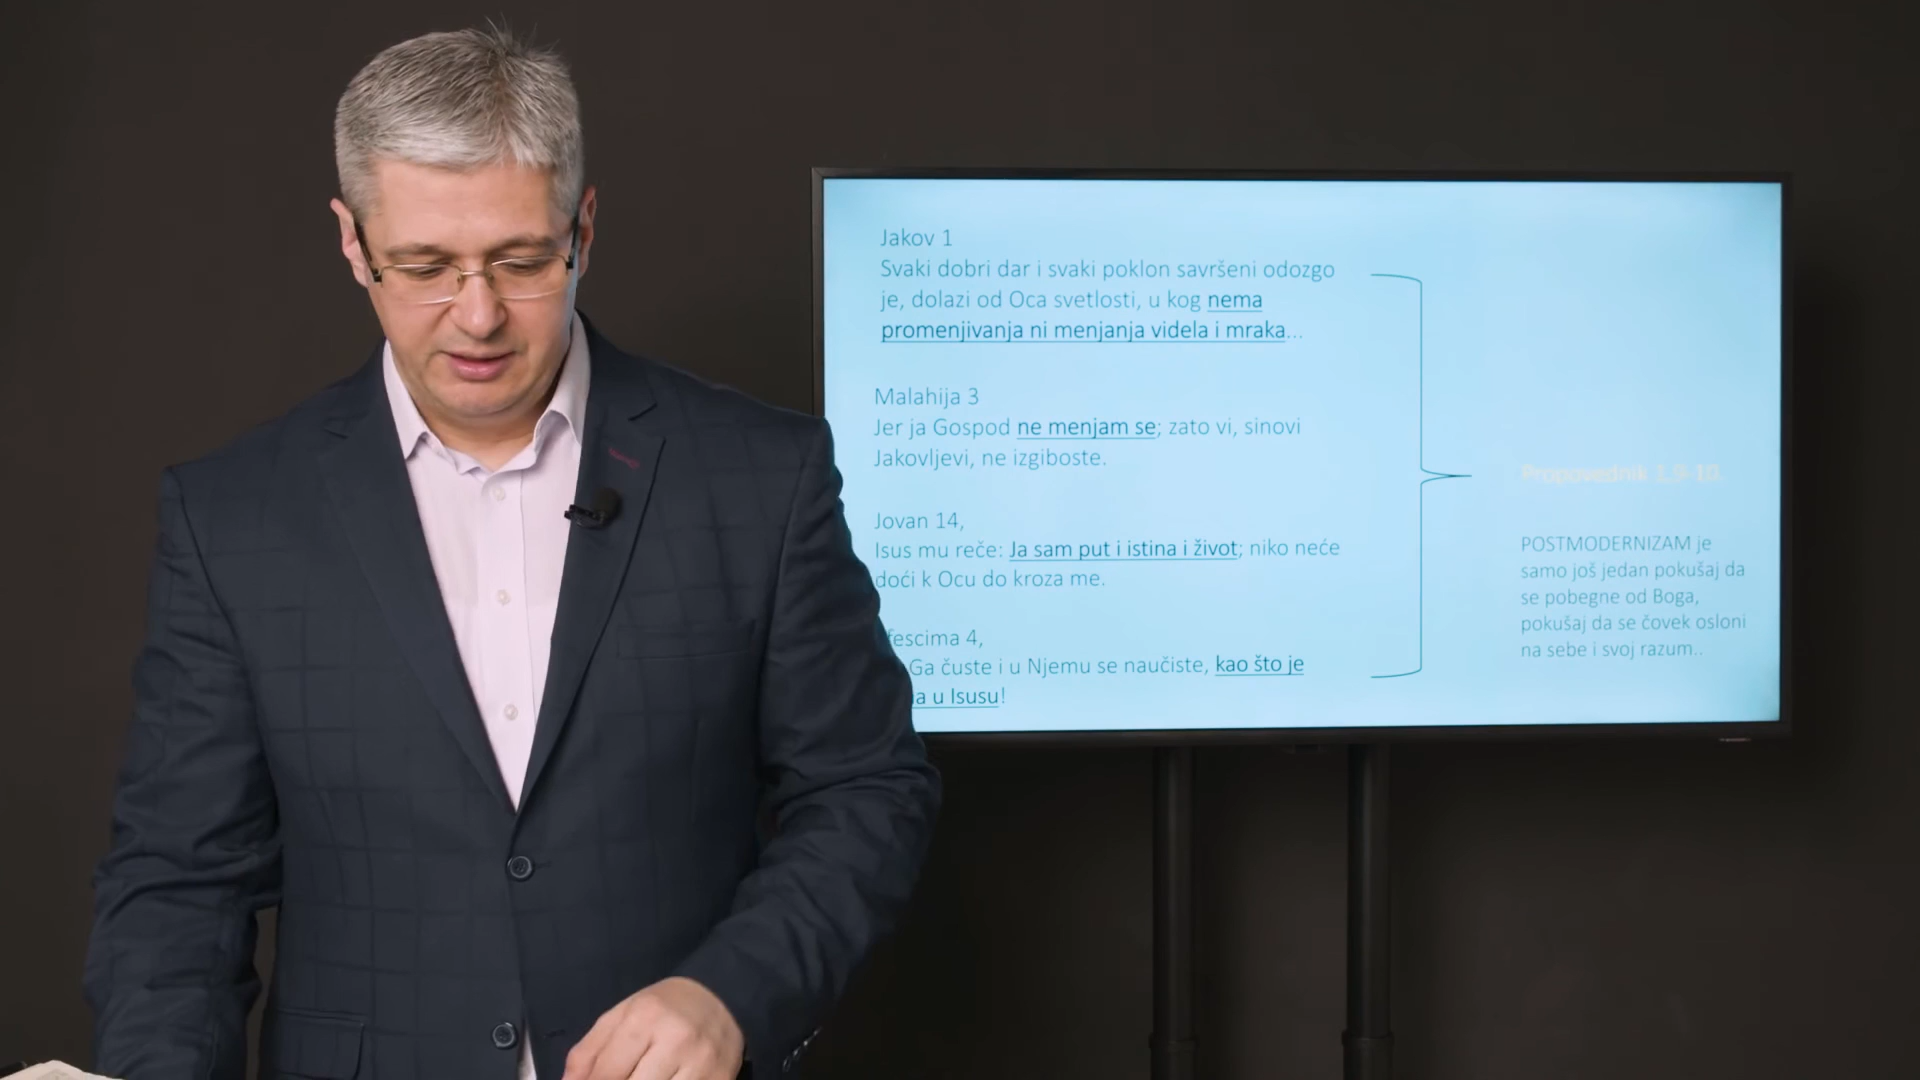 Jakov 1
Svaki dobri dar i svaki poklon savršeni odozgo
je, dolazi od Oca svetlosti, u kog nema
promenjivanja ni menjanja videla i mraka...
Malahija 3
Jer ja Gospod ne menjam se; zato vi, sinovi
Jakovljevi, ne izgiboste.
Jovan 14,
Isus mu reče: Ja sam put i istina i život; niko neće
doći k Ocu do kroza me.
fescima 4,
Ga čuste i u Njemu se naučiste, kao što je
a u Isusu!
Propovednik 1,9-10.
POSTMODERNIZAM je
samo još jedan pokušaj da
se pobegne od Boga,
pokušaj da se čovek osloni
na sebe i svoj razum..